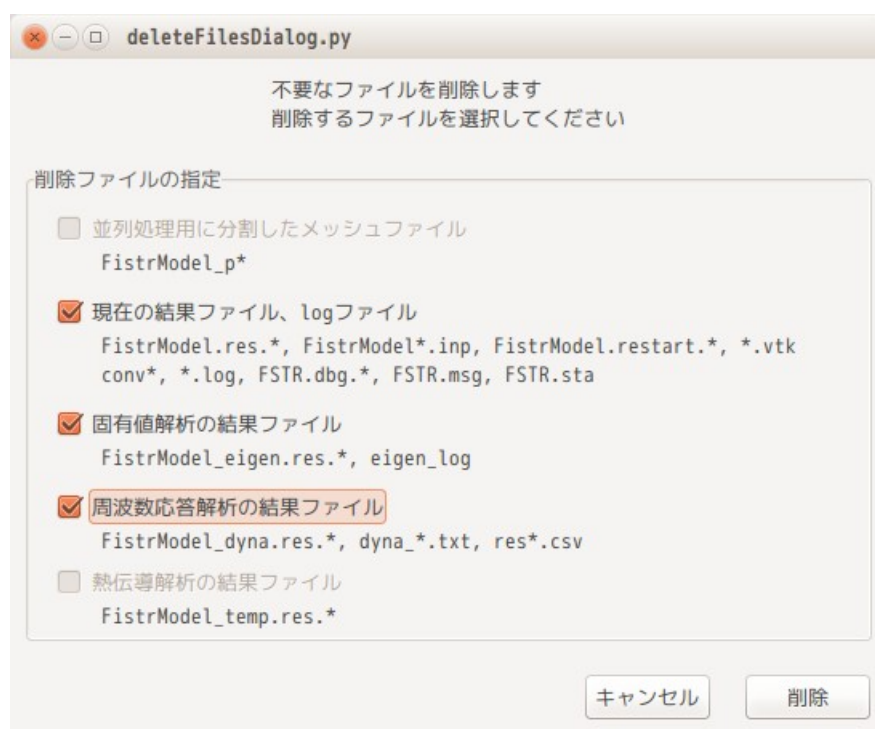 deleteFilesDialog.py
不要なファイルを削除します
削除するファイルを選択してください
削除ファイルの指定
並列処理用に分割したメッシュファイル
FistrModel_p*
現在の結果ファイル、logファイル
FistrModel.res.*, FistrModel*.inp, FistrModel.restart.*, *.vtk
conv*, *.log, FSTR.dbg.*, FSTR.msg, FSTR.sta
固有値解析の結果ファイル
FistrModel_eigen.res.*, eigen_log
周波数応答解析の結果ファイル
FistrModel_dyna.res.*, dyna_*.txt, res*.csv
熱伝導解析の結果ファイル
FistrModel_temp.res.*
キャンセル 削除